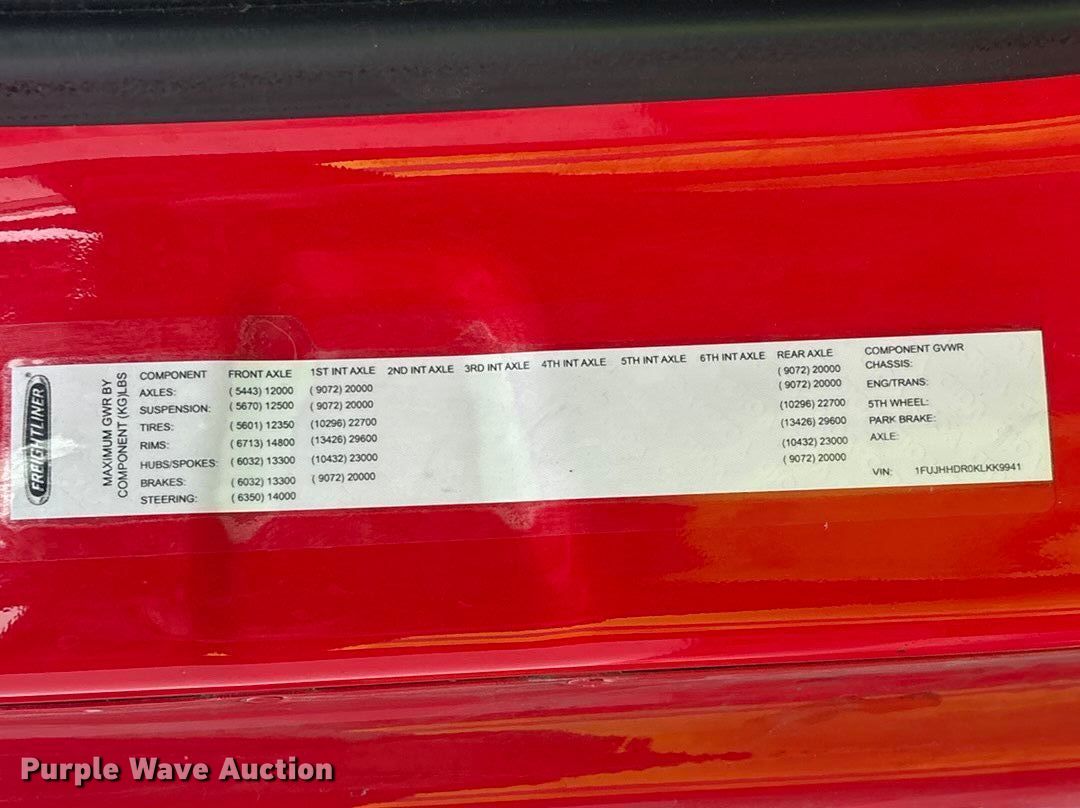 FREIGHTLINER
MAXIMUM GWR BY
COMPONENT (KG)LBS
COMPONENT FRONT AXLE 1ST INT AXLE 2ND INT AXLE 3RD INT AXLE 4TH INT AXLE 5TH INT AXLE 6TH INT AXLE REAR AXLE COMPONENT GVWR
AXLES: ( 5443) 12000 ( 9072) 20000 ( 9072) 20000 CHASSIS:
SUSPENSION: ( 5670) 12500 ( 9072) 20000 ( 9072) 20000 ENG/TRANS:
TIRES: ( 5601) 12350 (10296) 22700 (10296) 22700 5TH WHEEL:
RIMS: ( 6713) 14800 (13426) 29600 (13426) 29600 PARK BRAKE:
HUBS/SPOKES: ( 6032) 13300 (10432) 23000 (10432) 23000 AXLE:
BRAKES: ( 6032) 13300 ( 9072) 20000 ( 9072) 20000
STEERING: ( 6350) 14000
VIN: 1FUJHHDR0KLKK9941
Purple Wave Auction